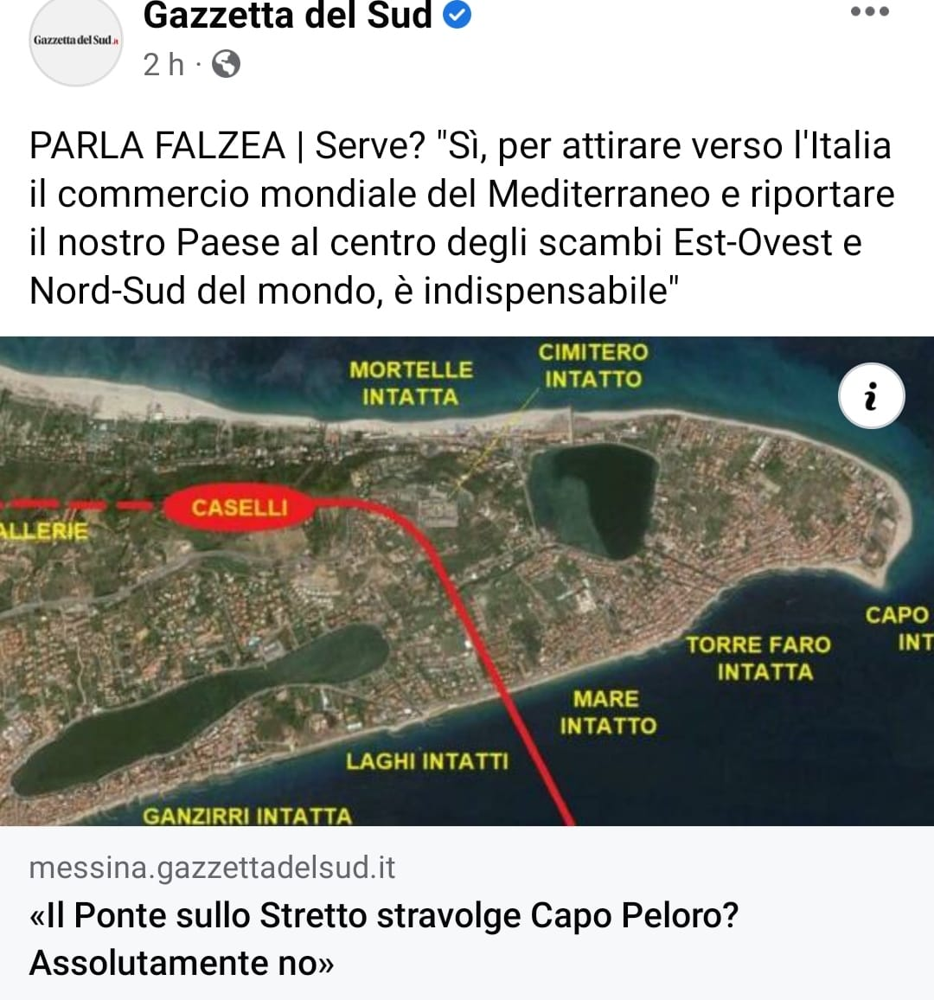 Gazzetta del Sud
Gazzetta del Sud.it
2 h ·
PARLA FALZEA | Serve? "Sì, per attirare verso l'Italia
il commercio mondiale del Mediterraneo e riportare
il nostro Paese al centro degli scambi Est-Ovest e
Nord-Sud del mondo, è indispensabile"
CIMITERO
INTATTO
MORTELLE
INTATTA
i
CASELLI
ALLERIE
CAPO
INT
TORRE FARO
INTATTA
MARE
INTATTO
LAGHI INTATTI
GANZIRRI INTATTA
messina.gazzettadelsud.it
«Il Ponte sullo Stretto stravolge Capo Peloro?
Assolutamente no»